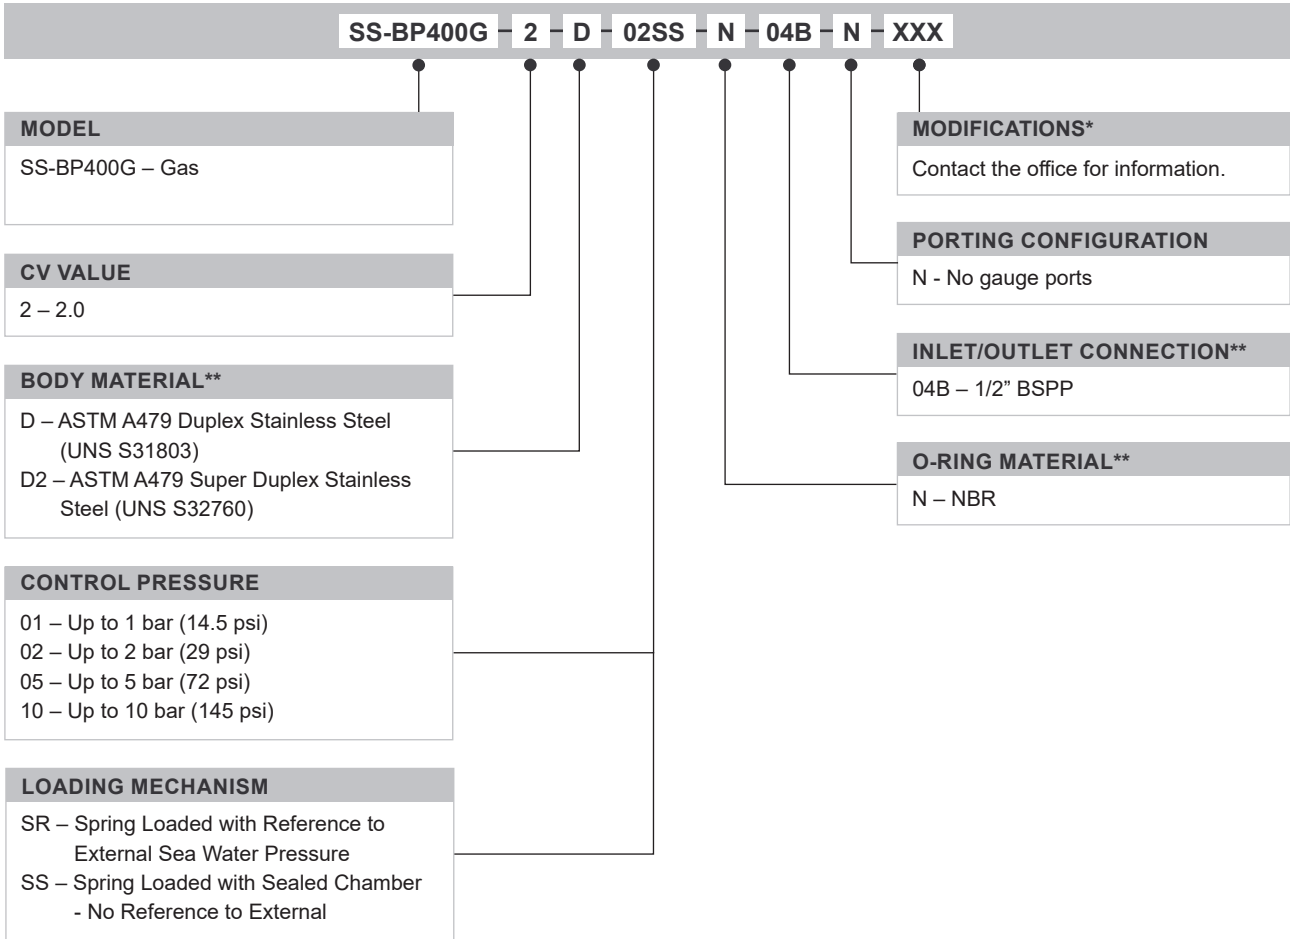 SS-BP400G 2 D 02SS N 04B N XXX
MODEL
SS-BP400G – Gas
CV VALUE
2 – 2.0
BODY MATERIAL**
D – ASTM A479 Duplex Stainless Steel
(UNS S31803)
D2 – ASTM A479 Super Duplex Stainless
Steel (UNS S32760)
CONTROL PRESSURE
01 – Up to 1 bar (14.5 psi)
02 – Up to 2 bar (29 psi)
05 – Up to 5 bar (72 psi)
10 – Up to 10 bar (145 psi)
LOADING MECHANISM
SR – Spring Loaded with Reference to
External Sea Water Pressure
SS – Spring Loaded with Sealed Chamber
- No Reference to External
MODIFICATIONS*
Contact the office for information.
PORTING CONFIGURATION
N - No gauge ports
INLET/OUTLET CONNECTION**
04B – 1/2” BSPP
O-RING MATERIAL**
N – NBR